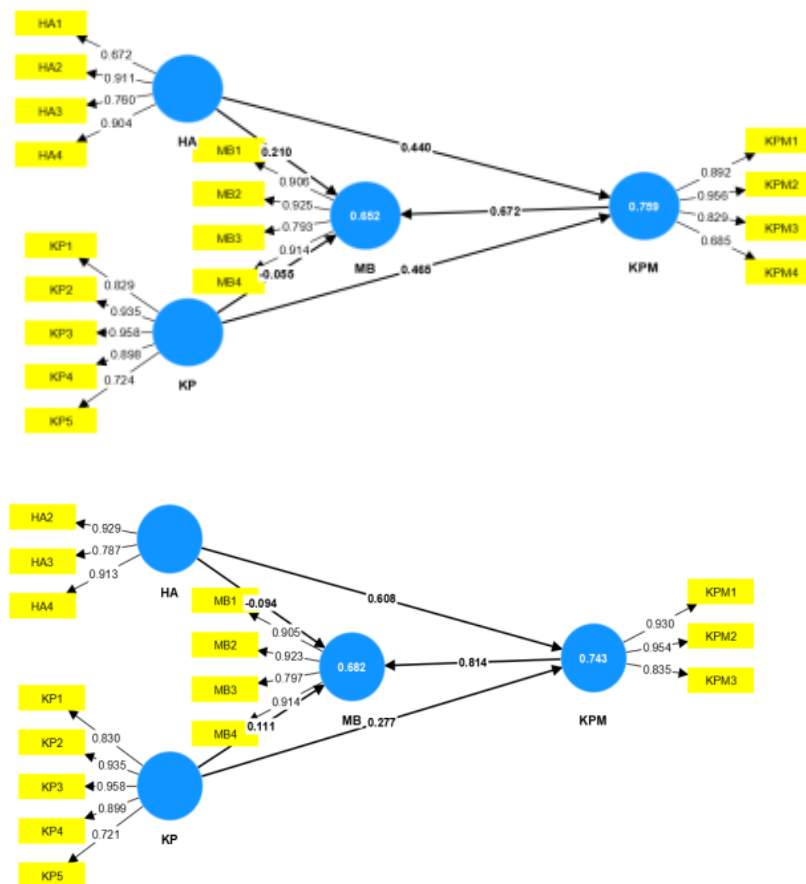 HA1
0.672
HA2
0.911
HA3
0.760
HA4
0.904
HA
MB1
0.210
0.906
MB2
0.925
MB3
0.793
MB4
0.914
-0.055
0.652
MB
0.440
0.672
0.465
KP1
0.829
KP2
0.935
KP3
0.958
KP4
0.898
KP5
0.724
KP
0.789
KPM
KPM1
0.892
KPM2
0.956
KPM3
0.829
KPM4
0.685
HA2
0.929
HA3
0.787
HA4
0.913
HA
MB1
-0.094
0.905
MB2
0.923
MB3
0.797
MB4
0.914
0.111
0.682
MB
0.608
0.814
0.277
KP1
0.830
KP2
0.935
KP3
0.958
KP4
0.899
KP5
0.721
KP
0.743
KPM
KPM1
0.930
KPM2
0.954
KPM3
0.835